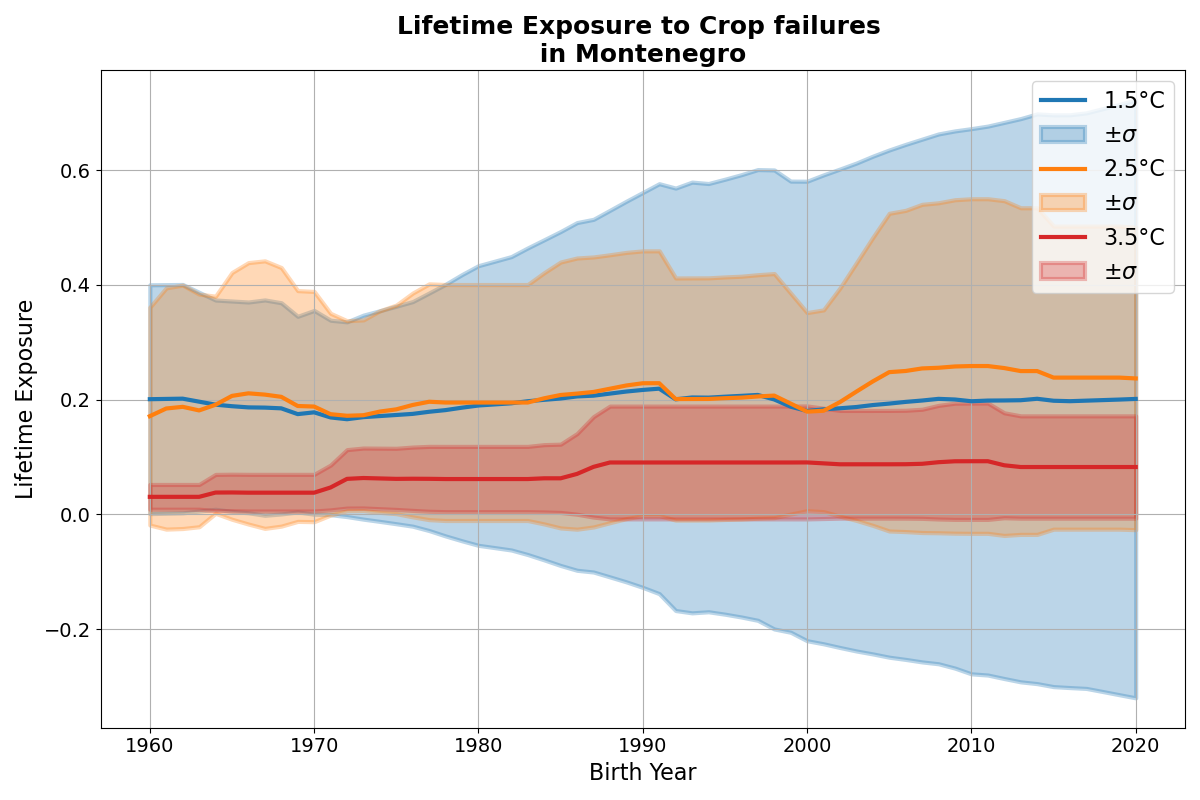 Lifetime Exposure to Crop failures
in Montenegro
Lifetime Exposure
0.6
0.4
0.2
0.0
−0.2
1960 1970 1980 1990 2000 2010 2020
Birth Year
1.5°C
±σ
2.5°C
±σ
3.5°C
±σ